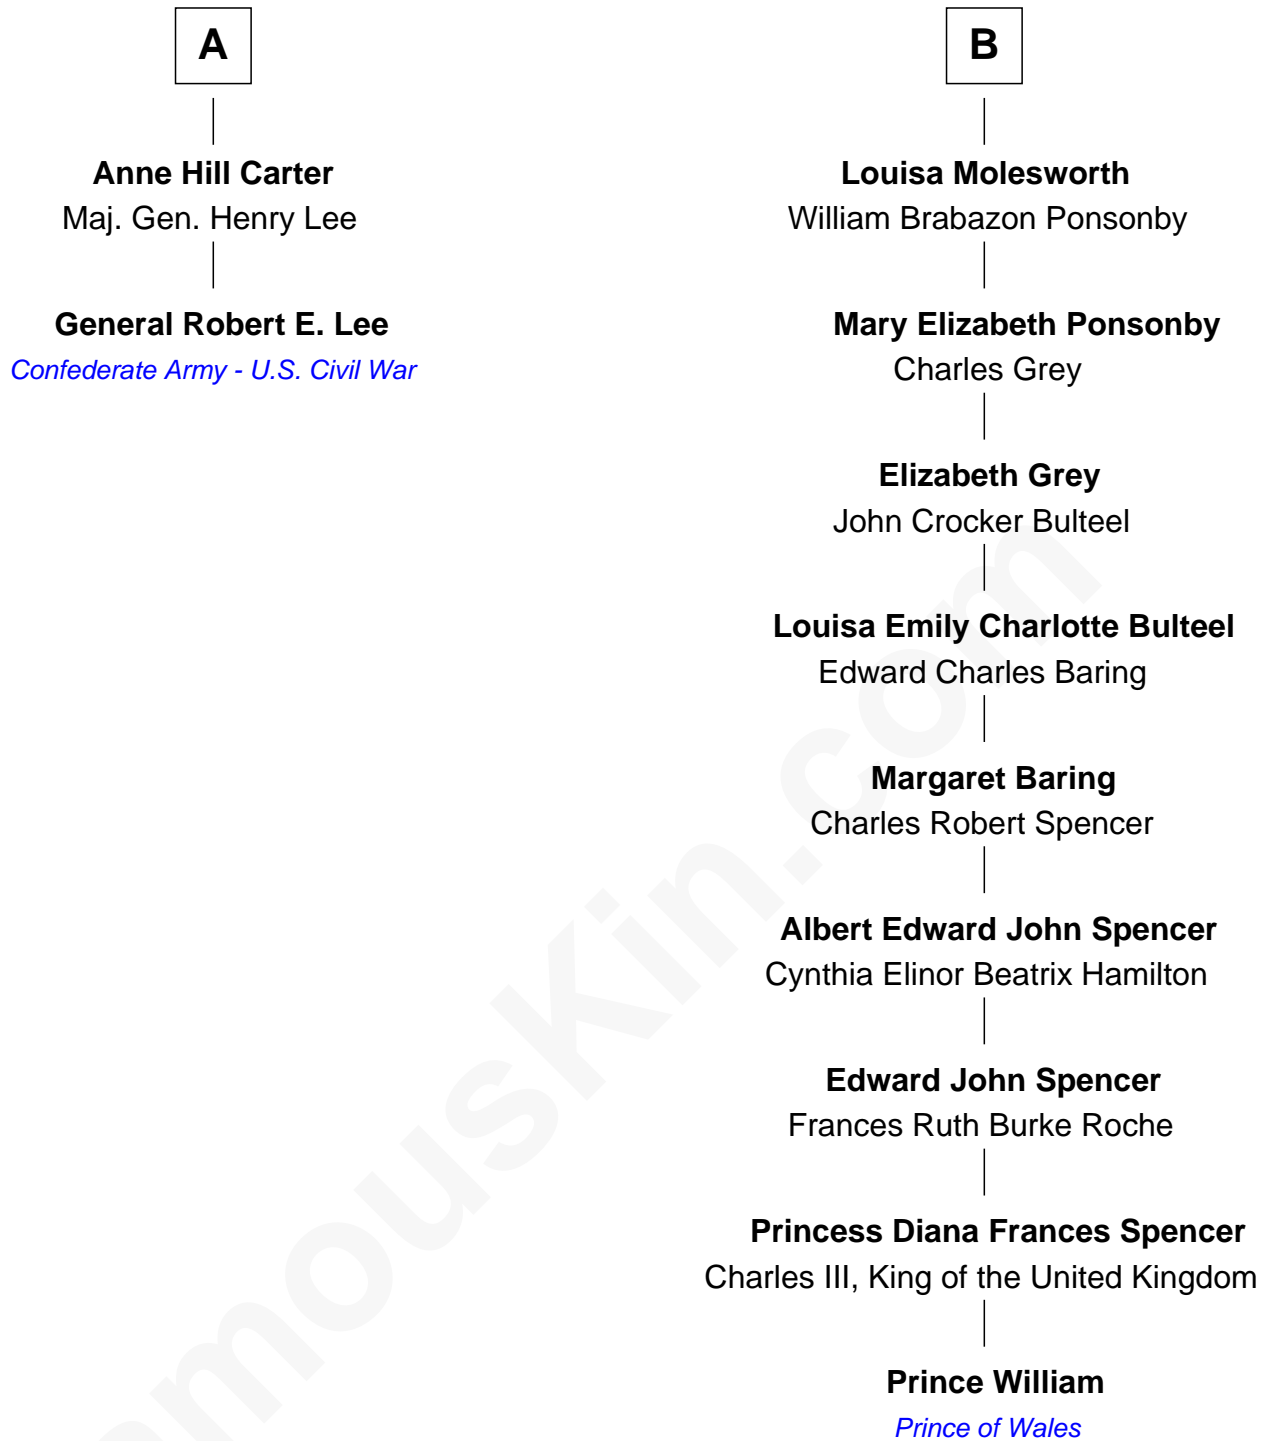 A
Anne Hill Carter
Maj. Gen. Henry Lee
General Robert E. Lee
Confederate Army - U.S. Civil War
B
Louisa Molesworth
William Brabazon Ponsonby
Mary Elizabeth Ponsonby
Charles Grey
Elizabeth Grey
John Crocker Bulteel
Louisa Emily Charlotte Bulteel
Edward Charles Baring
Margaret Baring
Charles Robert Spencer
Albert Edward John Spencer
Cynthia Elinor Beatrix Hamilton
Edward John Spencer
Frances Ruth Burke Roche
Princess Diana Frances Spencer
Charles III, King of the United Kingdom
Prince William
Prince of Wales
amousKin.com